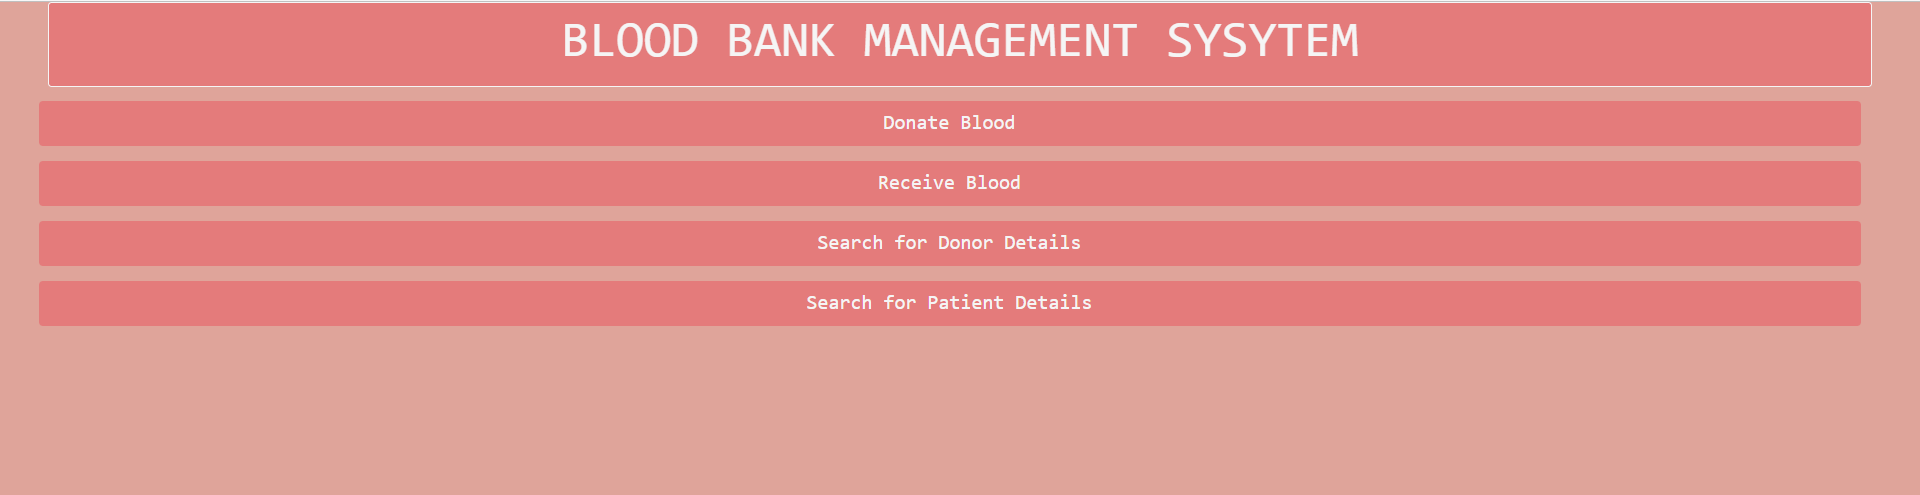 BLOOD BANK MANAGEMENT SYSYTEM
Donate Blood
Receive Blood
Search for Donor Details
Search for Patient Details